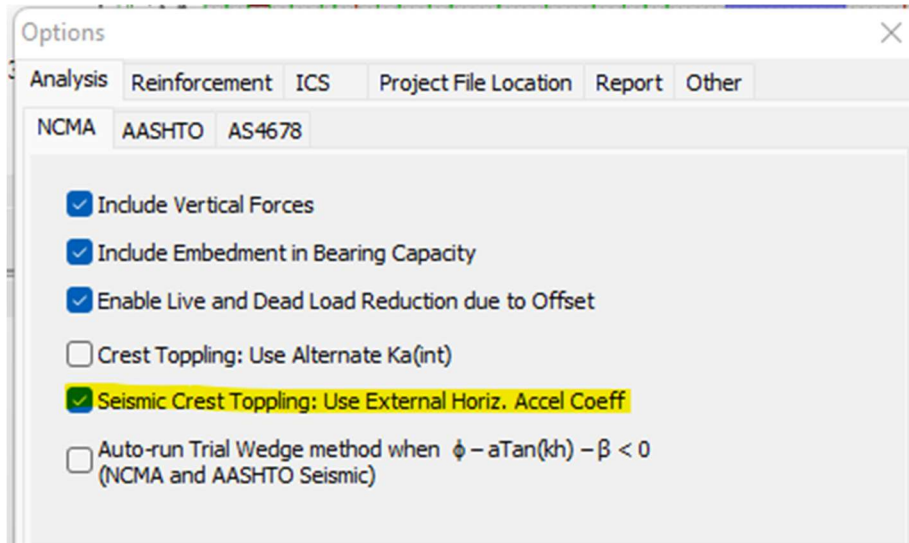 Options
Analysis Reinforcement ICS Project File Location Report Other
NCMA AASHTO AS4678
Include Vertical Forces
Include Embedment in Bearing Capacity
Enable Live and Dead Load Reduction due to Offset
Crest Toppling: Use Alternate Ka(int)
Seismic Crest Toppling: Use External Horiz. Accel Coeff
Auto-run Trial Wedge method when ϕ – aTan(kh) – β < 0
(NCMA and AASHTO Seismic)